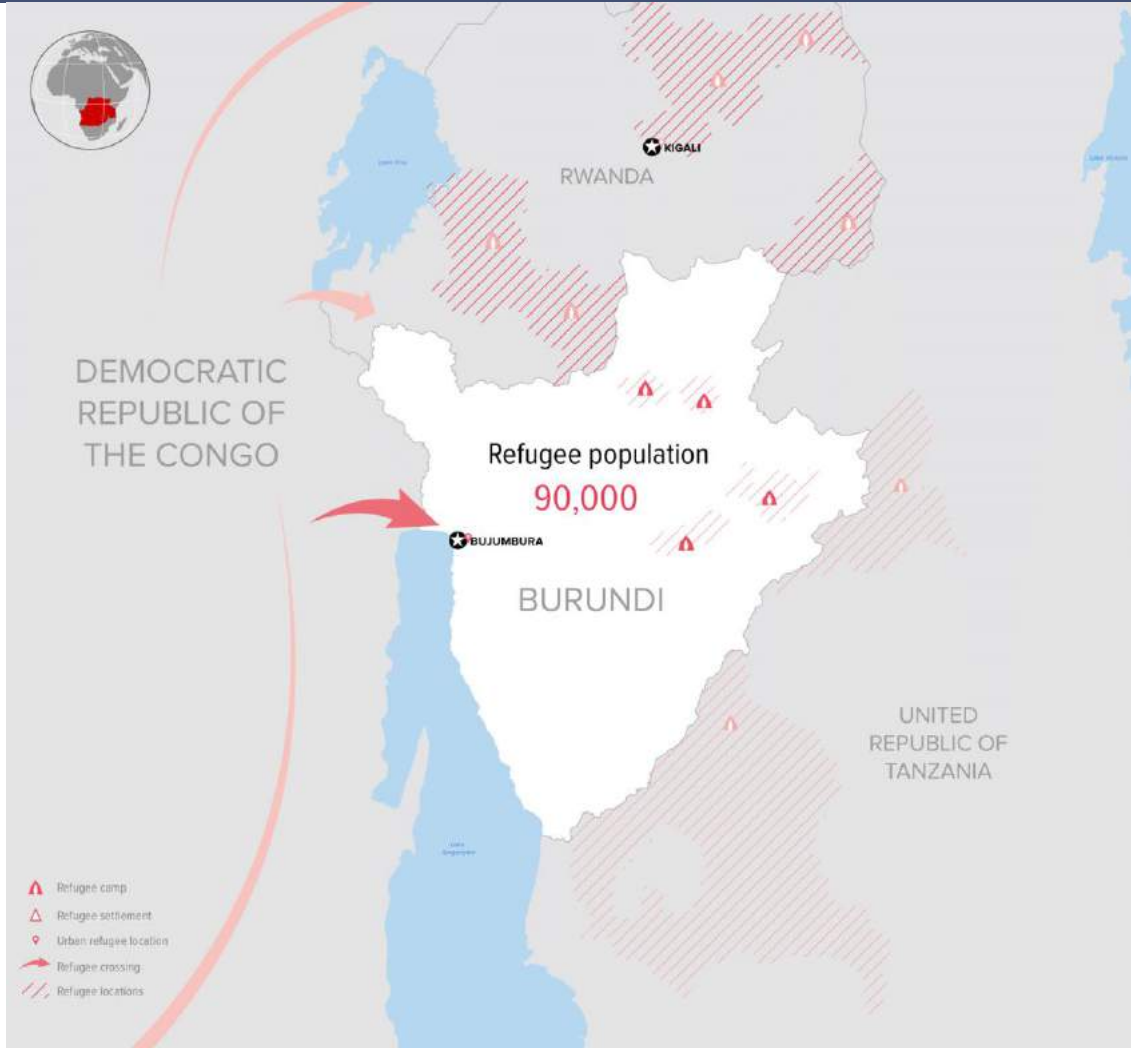 KIGALI
RWANDA
DEMOCRATIC
REPUBLIC OF
THE CONGO
Refugee population
90,000
BUJUMBURA
BURUNDI
UNITED
REPUBLIC OF
TANZANIA
Lake
Refugee camp
Refugee settlement
Urban refugee location
Refugee crossing
Refugee locations